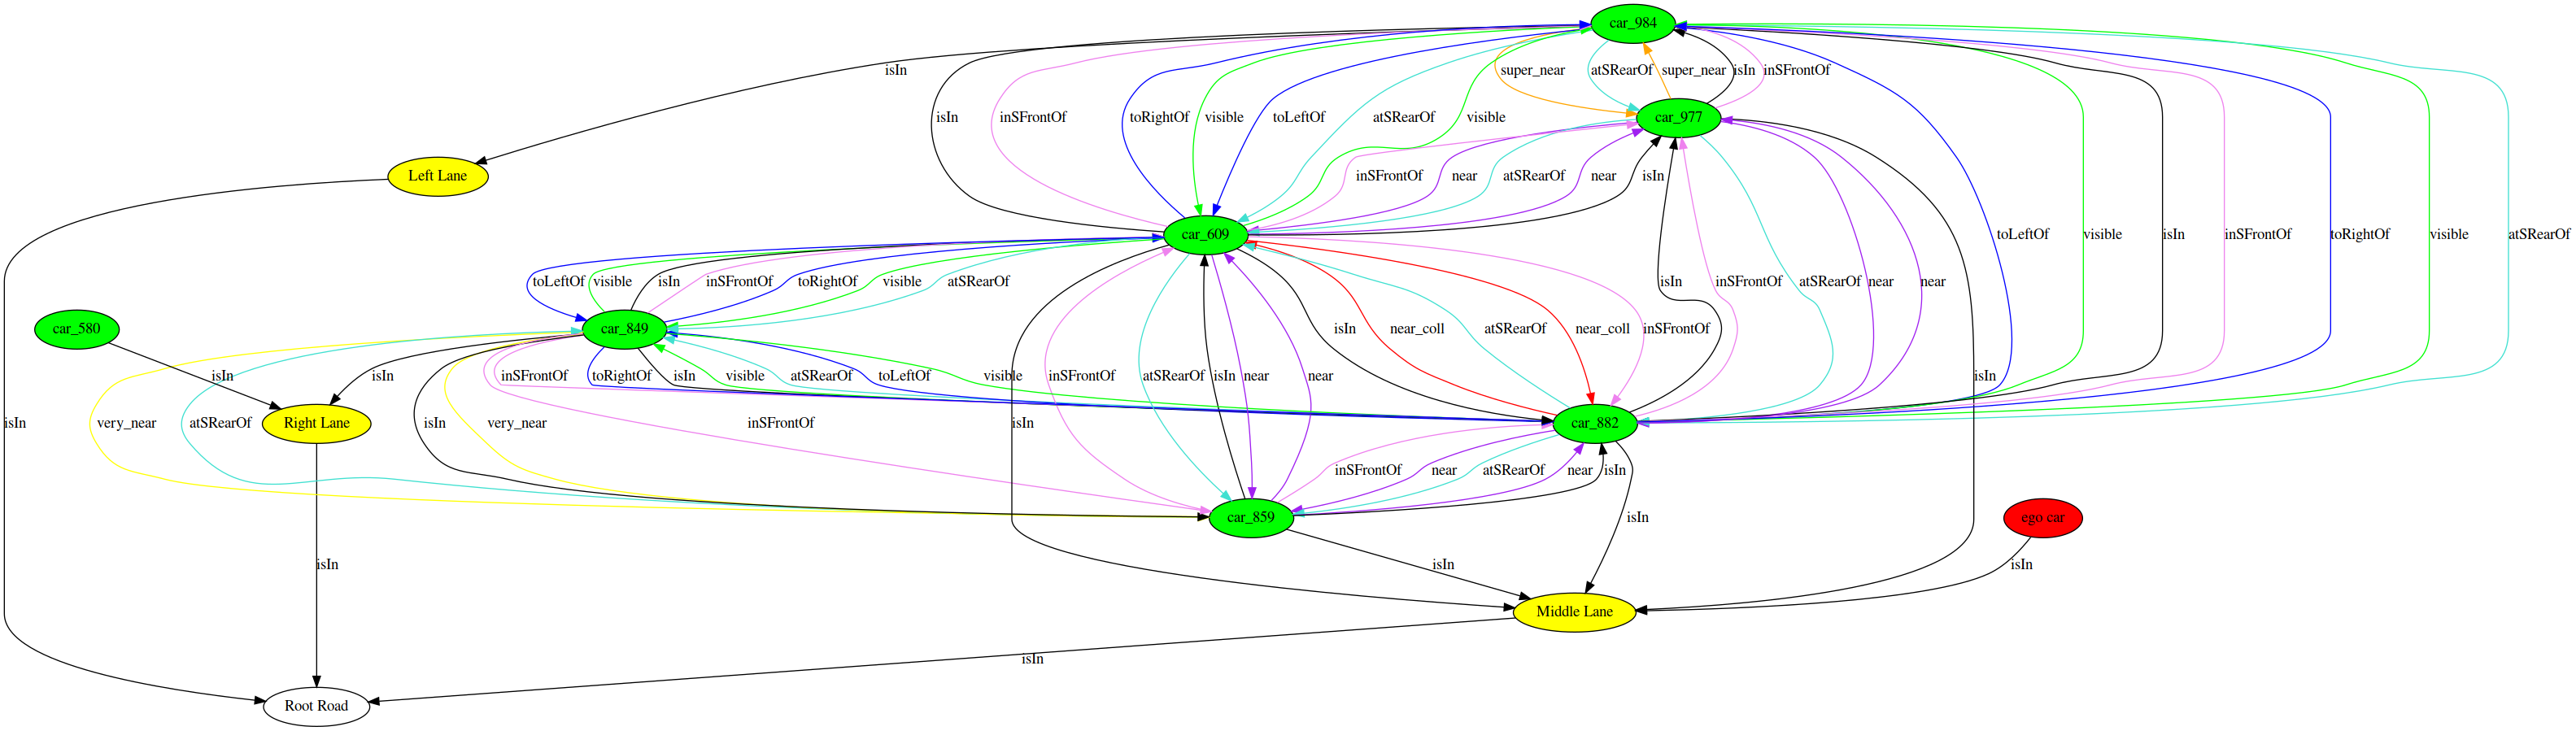 car_984
isIn
super_near
atSRearOf
super_near
isIn
inSFrontOf
isIn
inSFrontOf
toRightOf
visible
toLeftOf
atSRearOf
visible
car_977
Left Lane
inSFrontOf
near
atSRearOf
near
isIn
car_609
toLeftOf
visible
isIn
inSFrontOf
toRightOf
visible
atSRearOf
toLeftOf
visible
isIn
inSFrontOf
toRightOf
visible
atSRearOf
isIn
inSFrontOf
atSRearOf
near
near
car_580
car_849
isIn
near_coll
atSRearOf
near_coll
inSFrontOf
isIn
isIn
inSFrontOf
toRightOf
isIn
visible
atSRearOf
toLeftOf
visible
inSFrontOf
atSRearOf
isIn
near
near
isIn
isIn
very_near
atSRearOf
Right Lane
isIn
very_near
inSFrontOf
isIn
car_882
inSFrontOf
near
atSRearOf
near
isIn
car_859
isIn
ego car
isIn
isIn
isIn
Middle Lane
isIn
Root Road